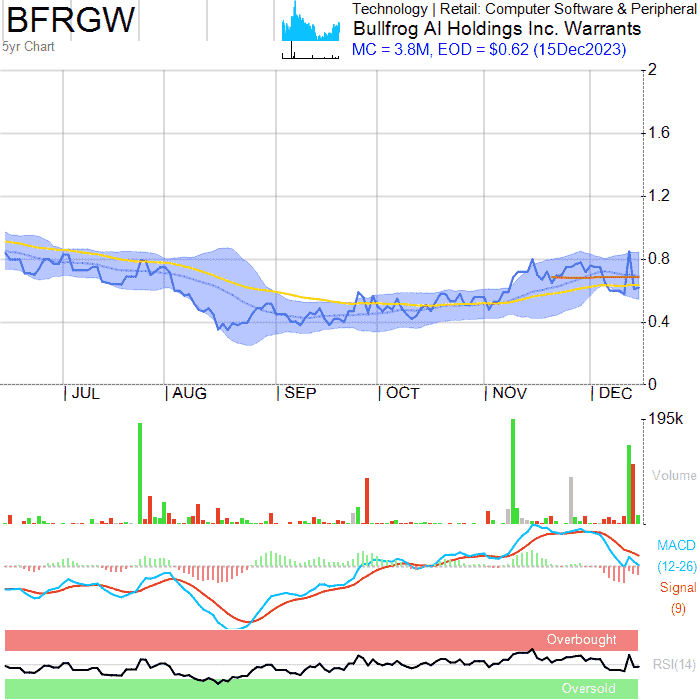 BFRGW
5yr Chart
Technology | Retail: Computer Software & Peripheral
Bullfrog AI Holdings Inc. Warrants
MC = 3.8M, EOD = $0.62 (15Dec2023)
2
1.6
1.2
0.8
0.4
0
JUL
AUG
SEP
OCT
NOV
DEC
195k
Volume
MACD
(12-26)
Signal
(9)
Overbought
RSI(14)
Oversold